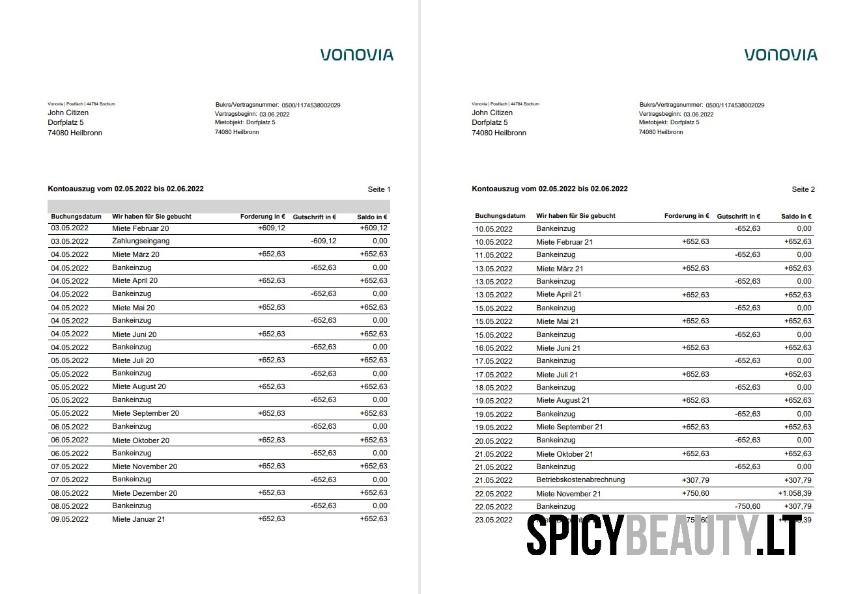 VONOVIA
Vonovia | Postfach | 44784 Bochum
John Citizen
Dorfplatz 5
74080 Heilbronn
Bukrs/Vertragsnummer: 0500/1174538002029
Vertragsbeginn: 03.06.2022
Mietobjekt: Dorfplatz 5
74080 Heilbronn
Kontoauszug vom 02.05.2022 bis 02.06.2022 Seite 1
Buchungsdatum Wir haben für Sie gebucht Forderung in € Gutschrift in € Saldo in €
03.05.2022 Miete Februar 20 +609,12 +609,12
03.05.2022 Zahlungseingang -609,12 0,00
04.05.2022 Miete März 20 +652,63 +652,63
04.05.2022 Bankeinzug -652,63 0,00
04.05.2022 Miete April 20 +652,63 +652,63
04.05.2022 Bankeinzug -652,63 0,00
04.05.2022 Miete Mai 20 +652,63 +652,63
04.05.2022 Bankeinzug -652,63 0,00
04.05.2022 Miete Juni 20 +652,63 +652,63
04.05.2022 Bankeinzug -652,63 0,00
05.05.2022 Miete Juli 20 +652,63 +652,63
05.05.2022 Bankeinzug -652,63 0,00
05.05.2022 Miete August 20 +652,63 +652,63
05.05.2022 Bankeinzug -652,63 0,00
05.05.2022 Miete September 20 +652,63 +652,63
06.05.2022 Bankeinzug -652,63 0,00
06.05.2022 Miete Oktober 20 +652,63 +652,63
06.05.2022 Bankeinzug -652,63 0,00
07.05.2022 Miete November 20 +652,63 +652,63
07.05.2022 Bankeinzug -652,63 0,00
08.05.2022 Miete Dezember 20 +652,63 +652,63
08.05.2022 Bankeinzug -652,63 0,00
09.05.2022 Miete Januar 21 +652,63 +652,63
VONOVIA
Vonovia | Postfach | 44784 Bochum
John Citizen
Dorfplatz 5
74080 Heilbronn
Bukrs/Vertragsnummer: 0500/1174538002029
Vertragsbeginn: 03.06.2022
Mietobjekt: Dorfplatz 5
74080 Heilbronn
Kontoauszug vom 02.05.2022 bis 02.06.2022 Seite 2
Buchungsdatum Wir haben für Sie gebucht Forderung in € Gutschrift in € Saldo in €
10.05.2022 Bankeinzug -652,63 0,00
10.05.2022 Miete Februar 21 +652,63 +652,63
11.05.2022 Bankeinzug -652,63 0,00
13.05.2022 Miete März 21 +652,63 +652,63
13.05.2022 Bankeinzug -652,63 0,00
13.05.2022 Miete April 21 +652,63 +652,63
15.05.2022 Bankeinzug -652,63 0,00
15.05.2022 Miete Mai 21 +652,63 +652,63
15.05.2022 Bankeinzug -652,63 0,00
16.05.2022 Miete Juni 21 +652,63 +652,63
17.05.2022 Bankeinzug -652,63 0,00
17.05.2022 Miete Juli 21 +652,63 +652,63
18.05.2022 Bankeinzug -652,63 0,00
19.05.2022 Miete August 21 +652,63 +652,63
19.05.2022 Bankeinzug -652,63 0,00
19.05.2022 Miete September 21 +652,63 +652,63
20.05.2022 Bankeinzug -652,63 0,00
21.05.2022 Miete Oktober 21 +652,63 +652,63
21.05.2022 Bankeinzug -652,63 0,00
21.05.2022 Betriebskostenabrechnung +307,79 +307,79
22.05.2022 Miete November 21 +750,60 +1.058,39
22.05.2022 Bankeinzug -750,60 +307,79
23.05.2022
SPICYBEAUTY.LT